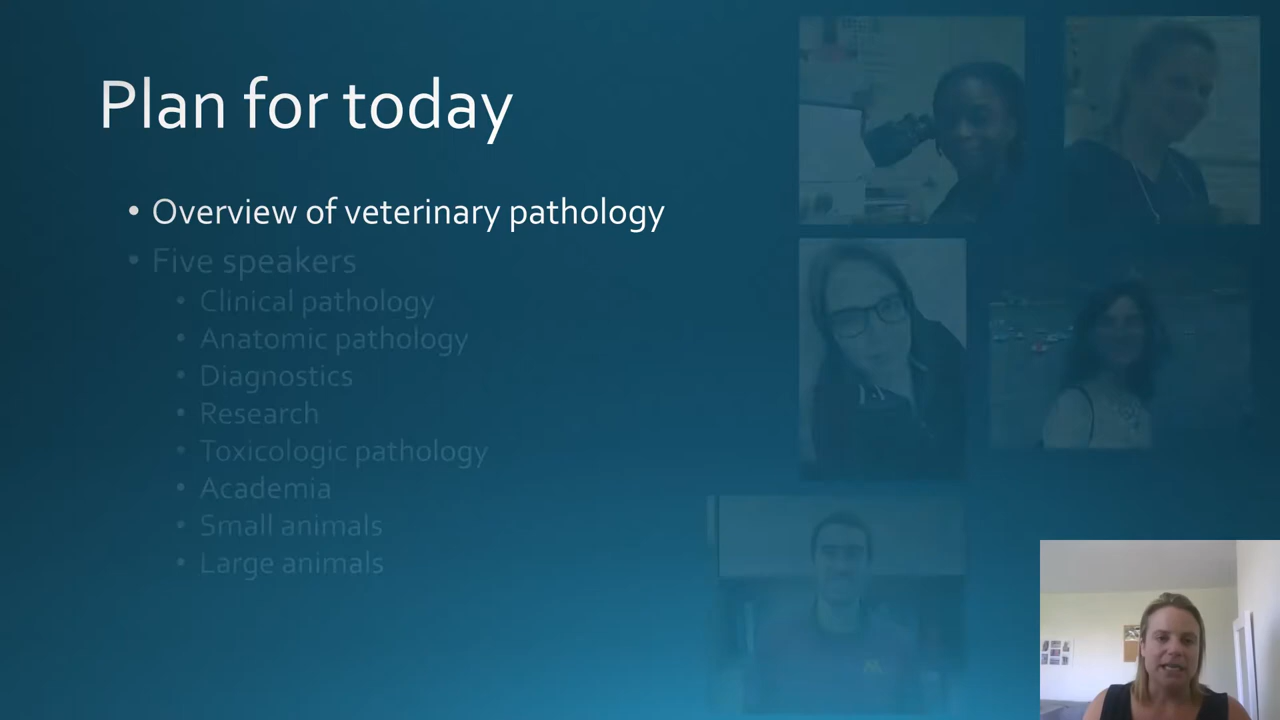 Plan for today
• Overview of veterinary pathology
• Five speakers
• Clinical pathology
• Anatomic pathology
• Diagnostics
• Research
• Toxicologic pathology
• Academia
• Small animals
• Large animals